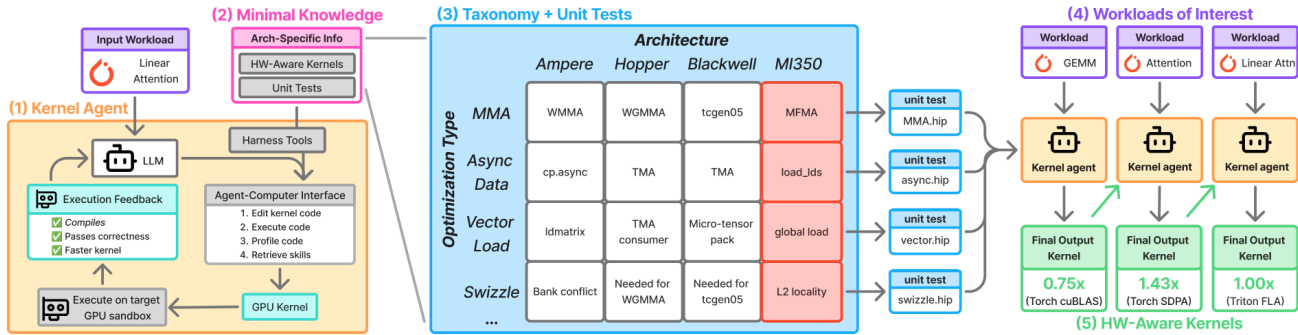 (1) Kernel Agent
Input Workload
Linear
Attention
LLM
Execution Feedback
✅ Compiles
✅ Passes correctness
✅ Faster kernel
Execute on target
GPU sandbox
GPU Kernel
Agent-Computer Interface
1. Edit kernel code
2. Execute code
3. Profile code
4. Retrieve skills
Harness Tools
(2) Minimal Knowledge
Arch-Specific Info
HW-Aware Kernels
Unit Tests
(3) Taxonomy + Unit Tests
Architecture
Optimization Type
Ampere Hopper Blackwell MI350
MMA WMMA WGMMA tcgen05 MFMA
Async
Data
cp.async TMA TMA load_lds
Vector
Load
ldmatrix
TMA
consumer
Micro-tensor
pack
global load
Swizzle
Bank conflict
Needed for
WGMMA
Needed for
tcgen05
L2 locality
...
unit test
MMA.hip
unit test
async.hip
unit test
vector.hip
unit test
swizzle.hip
(4) Workloads of Interest
Workload
GEMM
Workload
Attention
Workload
Linear Attn
Kernel agent
Kernel agent
Kernel agent
Final Output
Kernel
0.75x
(Torch cuBLAS)
Final Output
Kernel
1.43x
(Torch SDPA)
Final Output
Kernel
1.00x
(Triton FLA)
(5) HW-Aware Kernels